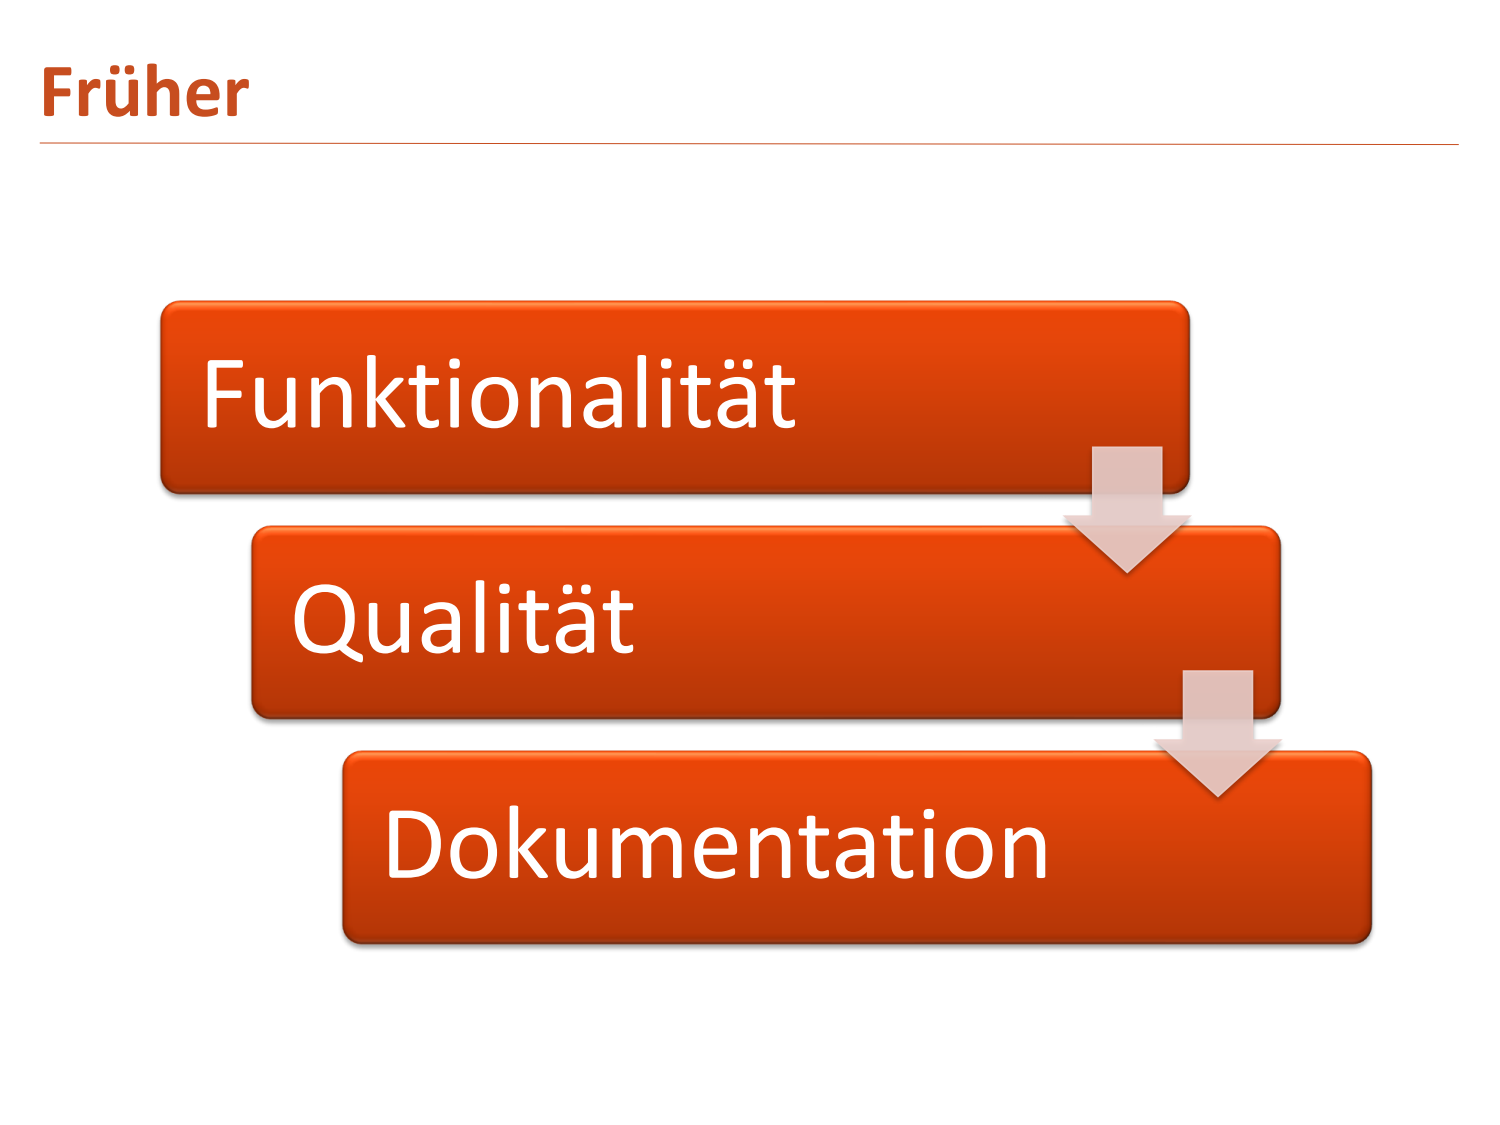 Früher
Funktionalität
Qualität
Dokumentation